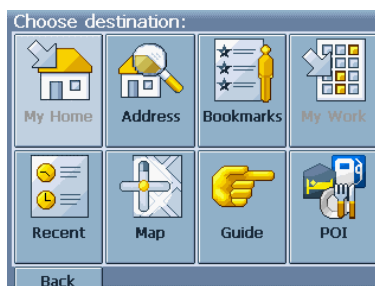 Choose destination:
My Home Address Bookmarks My Work
Recent Map Guide POI
Back